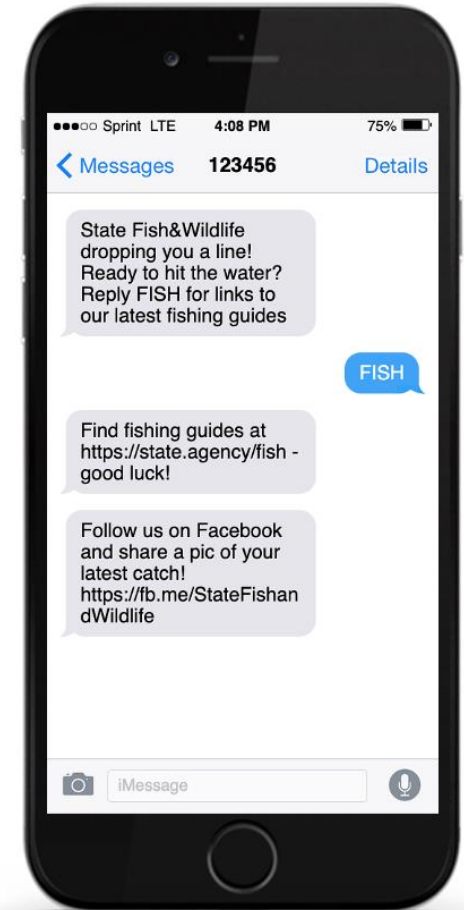 Sprint LTE 4:08 PM 75%
Messages 123456 Details
State Fish&Wildlife
dropping you a line!
Ready to hit the water?
Reply FISH for links to
our latest fishing guides
FISH
Find fishing guides at
https://state.agency/fish -
good luck!
Follow us on Facebook
and share a pic of your
latest catch!
https://fb.me/StateFishan
dWildlife
iMessage